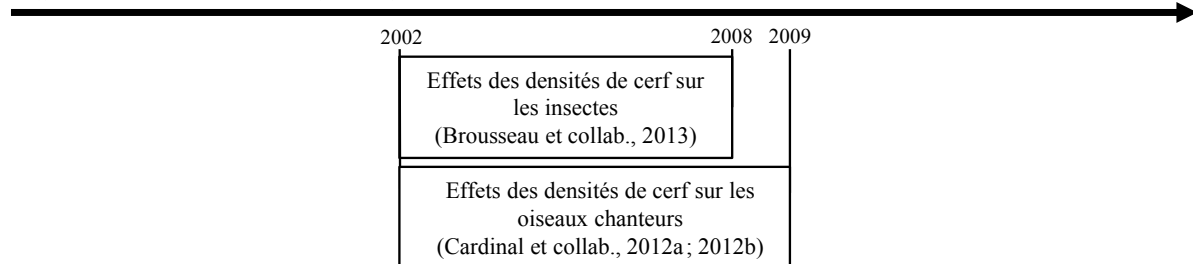 2002 2008 2009
Effets des densités de cerf sur
les insectes
(Brousseau et collab., 2013)
Effets des densités de cerf sur les
oiseaux chanteurs
(Cardinal et collab., 2012a ; 2012b)